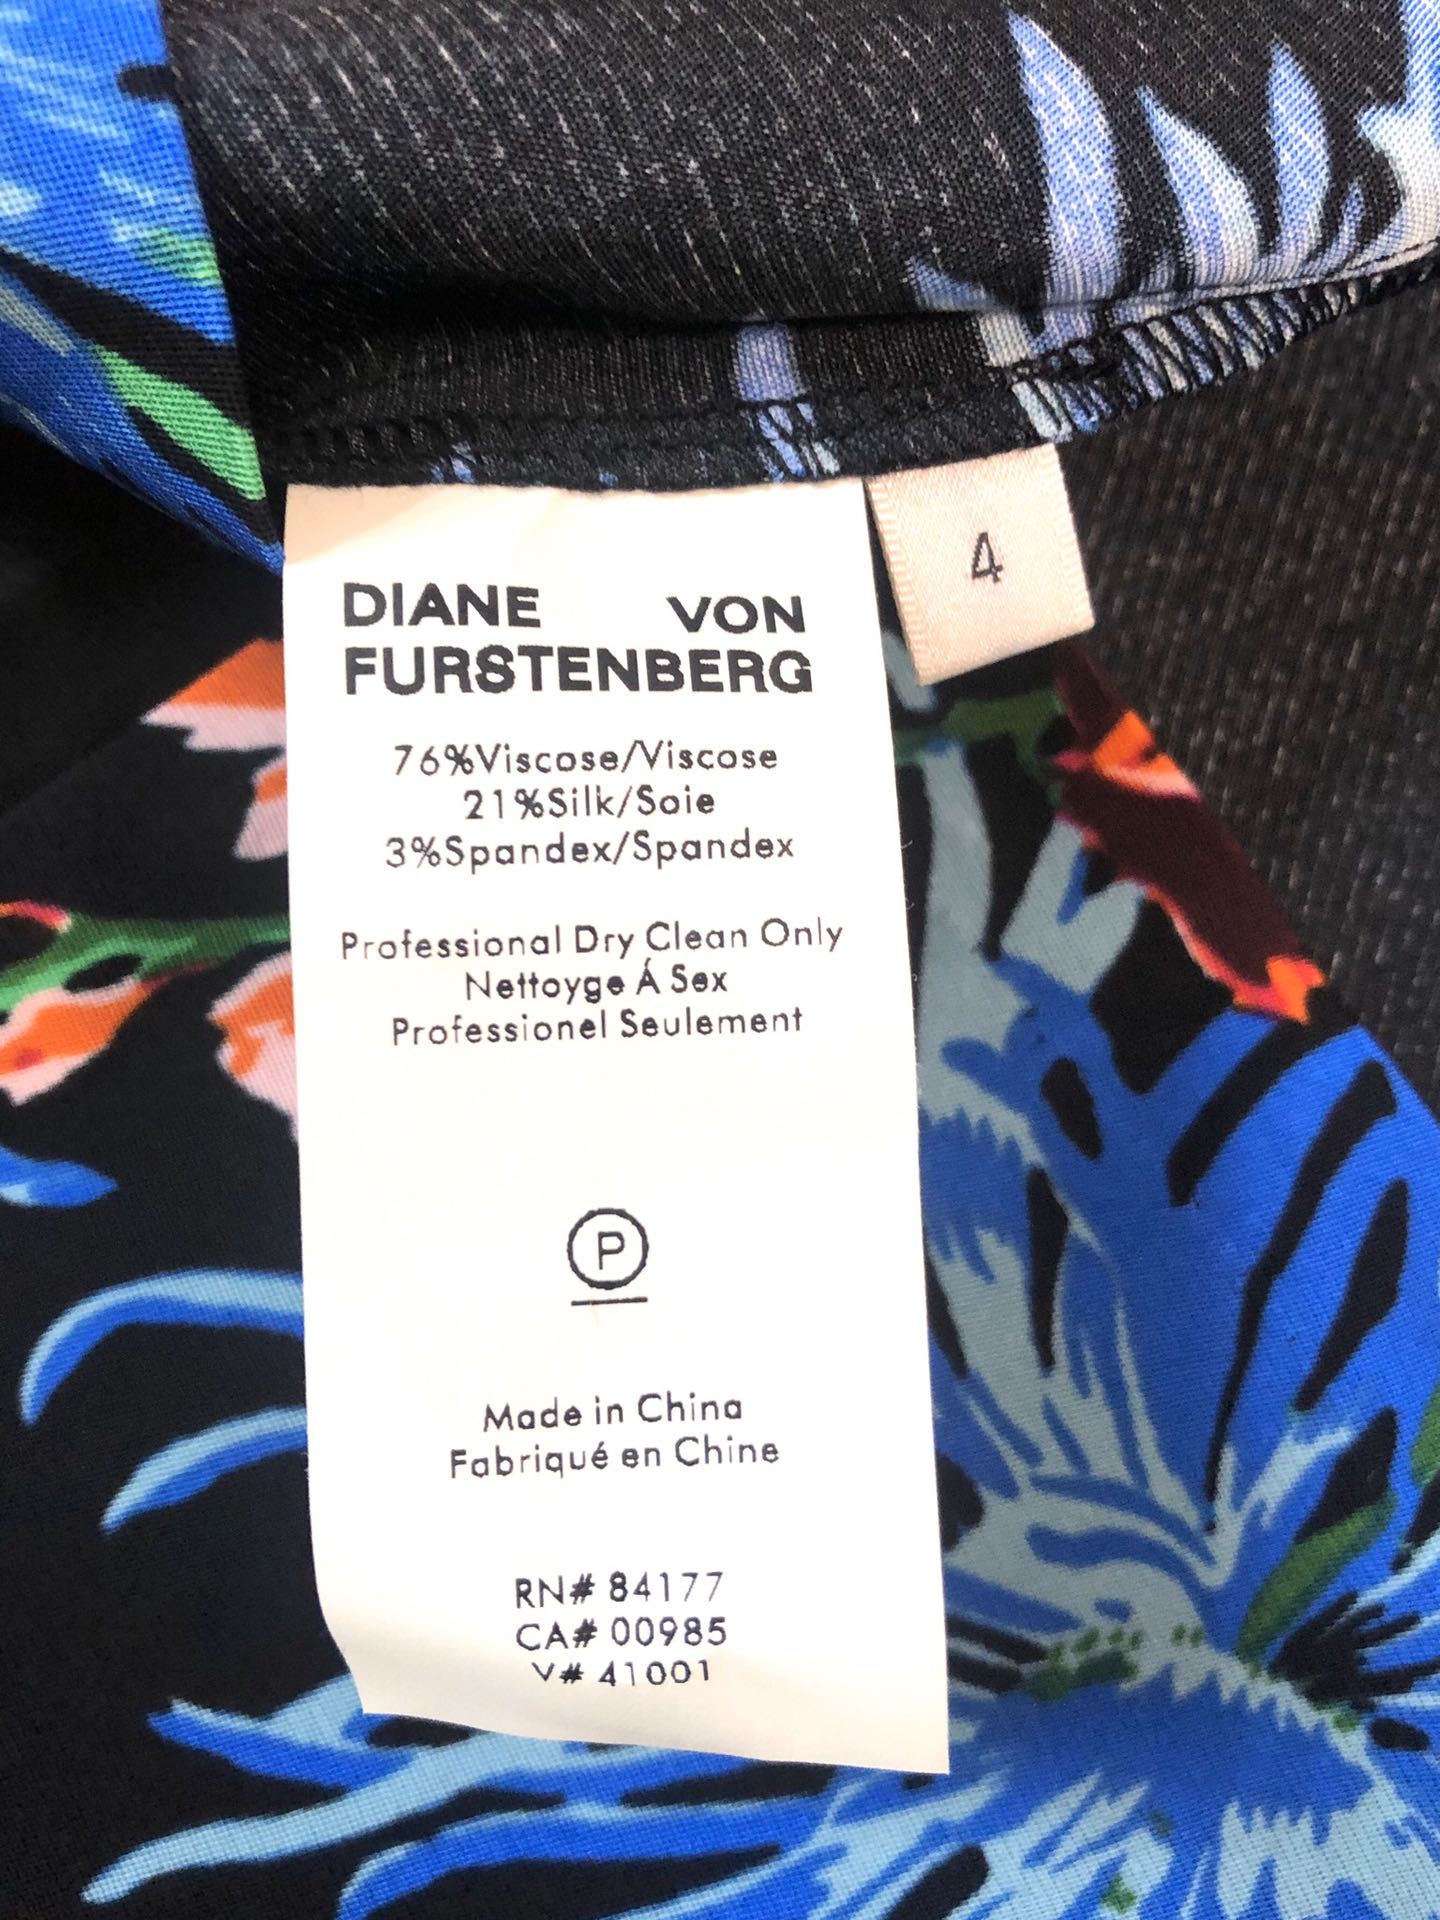 DIANE VON
FURSTENBERG
4
76%Viscose/Viscose
21%Silk/Soie
3%Spandex/Spandex
Professional Dry Clean Only
Nettoyge Á Sex
Professionel Seulement
P
Made in China
Fabriqué en Chine
RN# 84177
CA# 00985
V# 41001